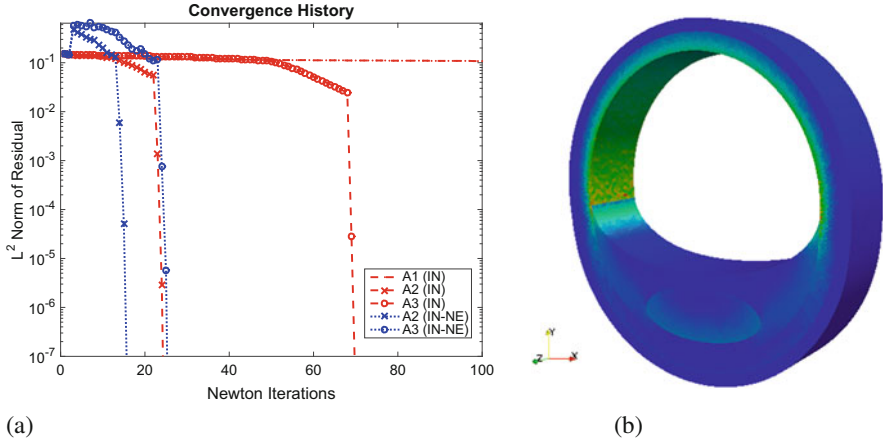 Convergence History
L² Norm of Residual
10⁻¹
10⁻²
10⁻³
10⁻⁴
10⁻⁵
10⁻⁶
10⁻⁷
0 20 40 60 80 100
Newton Iterations
A1 (IN)
A2 (IN)
A3 (IN)
A2 (IN-NE)
A3 (IN-NE)
Y
Z
X
(a)
(b)